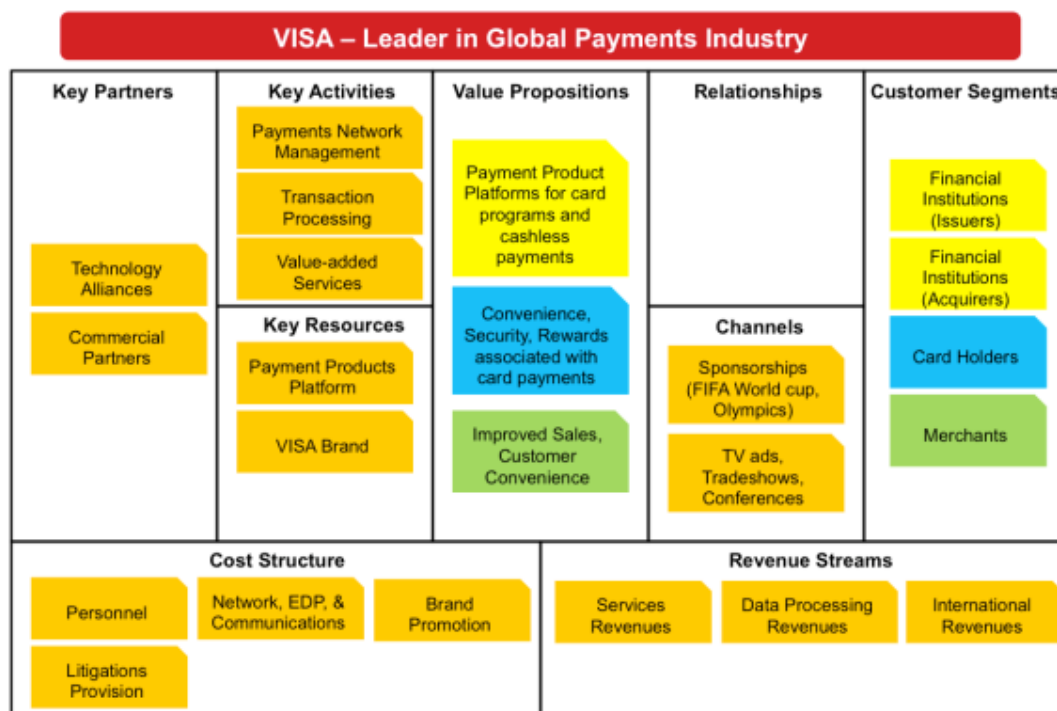 VISA – Leader in Global Payments Industry
Key Partners
Technology
Alliances
Commercial
Partners
Key Activities
Payments Network
Management
Transaction
Processing
Value-added
Services
Key Resources
Payment Products
Platform
VISA Brand
Value Propositions
Payment Product
Platforms for card
programs and
cashless
payments
Convenience,
Security, Rewards
associated with
card payments
Improved Sales,
Customer
Convenience
Relationships
Channels
Sponsorships
(FIFA World cup,
Olympics)
TV ads,
Tradeshows,
Conferences
Customer Segments
Financial
Institutions
(Issuers)
Financial
Institutions
(Acquirers)
Card Holders
Merchants
Cost Structure
Personnel
Network, EDP, &
Communications
Brand
Promotion
Litigations
Provision
Revenue Streams
Services
Revenues
Data Processing
Revenues
International
Revenues